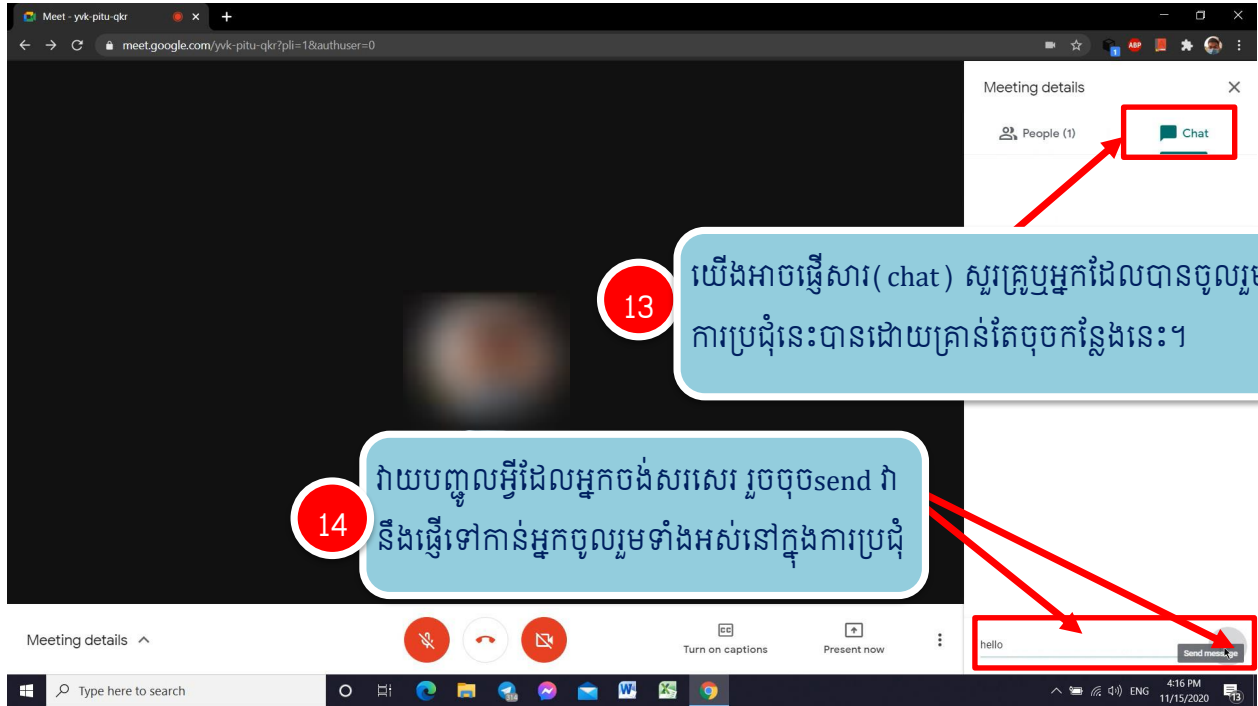 Meet - yvk-pitu-qkr
meet.google.com/yvk-pitu-qkr?pli=1&authuser=0
1
ABP
Meeting details
People (1)
Chat
13
យើងអាចផ្ញើសារ( chat ) សួរគ្រូឬអ្នកដែលបានចូលរួម
ការប្រជុំនេះបានដោយគ្រាន់តែចុចកន្លែងនេះ។
14
វាយបញ្ចូលអ្វីដែលអ្នកចង់សរសេរ រួចចុចsend វា
នឹងផ្ញើទៅកាន់អ្នកចូលរួមទាំងអស់នៅក្នុងការប្រជុំ
hello
Send message
Meeting details
CC
Turn on captions
Present now
Type here to search
ENG
4:16 PM
11/15/2020
13